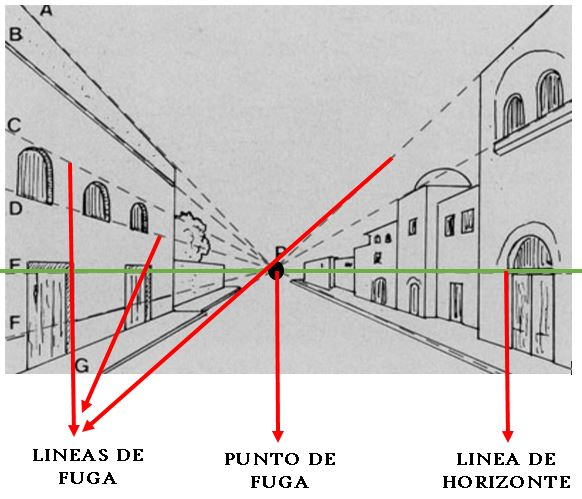 A
B
C
D
E
F
G
P
LINEAS DE
FUGA
PUNTO DE
FUGA
LINEA DE
HORIZONTE